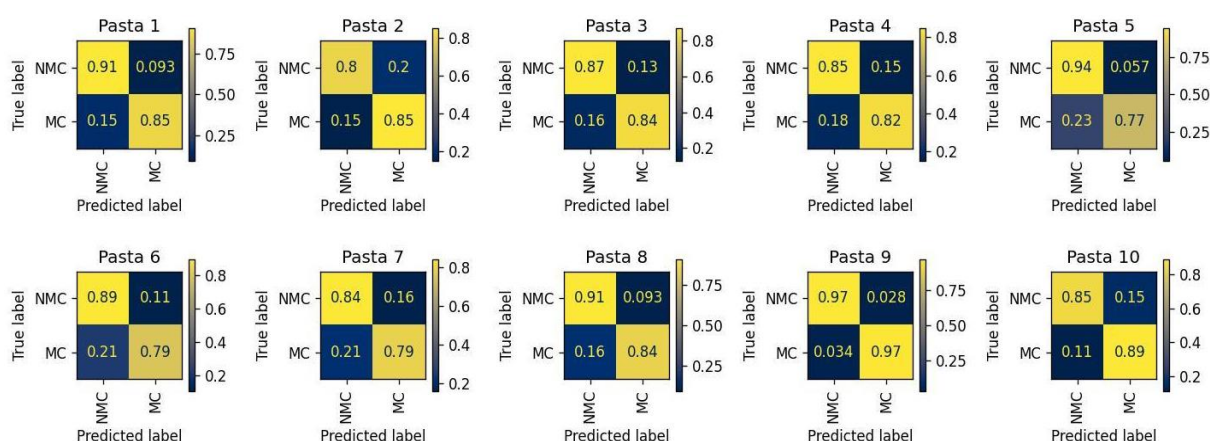 Pasta 1
True label
NMC
MC
0.91 0.093
0.15 0.85
NMC
MC
Predicted label
0.75
0.50
0.25
Pasta 2
True label
NMC
MC
0.8 0.2
0.15 0.85
NMC
MC
Predicted label
0.8
0.6
0.4
0.2
Pasta 3
True label
NMC
MC
0.87 0.13
0.16 0.84
NMC
MC
Predicted label
0.8
0.6
0.4
0.2
Pasta 4
True label
NMC
MC
0.85 0.15
0.18 0.82
NMC
MC
Predicted label
0.8
0.6
0.4
0.2
Pasta 5
True label
NMC
MC
0.94 0.057
0.23 0.77
NMC
MC
Predicted label
0.75
0.50
0.25
Pasta 6
True label
NMC
MC
0.89 0.11
0.21 0.79
NMC
MC
Predicted label
0.8
0.6
0.4
0.2
Pasta 7
True label
NMC
MC
0.84 0.16
0.21 0.79
NMC
MC
Predicted label
0.8
0.6
0.4
0.2
Pasta 8
True label
NMC
MC
0.91 0.093
0.16 0.84
NMC
MC
Predicted label
0.75
0.50
0.25
Pasta 9
True label
NMC
MC
0.97 0.028
0.034 0.97
NMC
MC
Predicted label
0.75
0.50
0.25
Pasta 10
True label
NMC
MC
0.85 0.15
0.11 0.89
NMC
MC
Predicted label
0.8
0.6
0.4
0.2